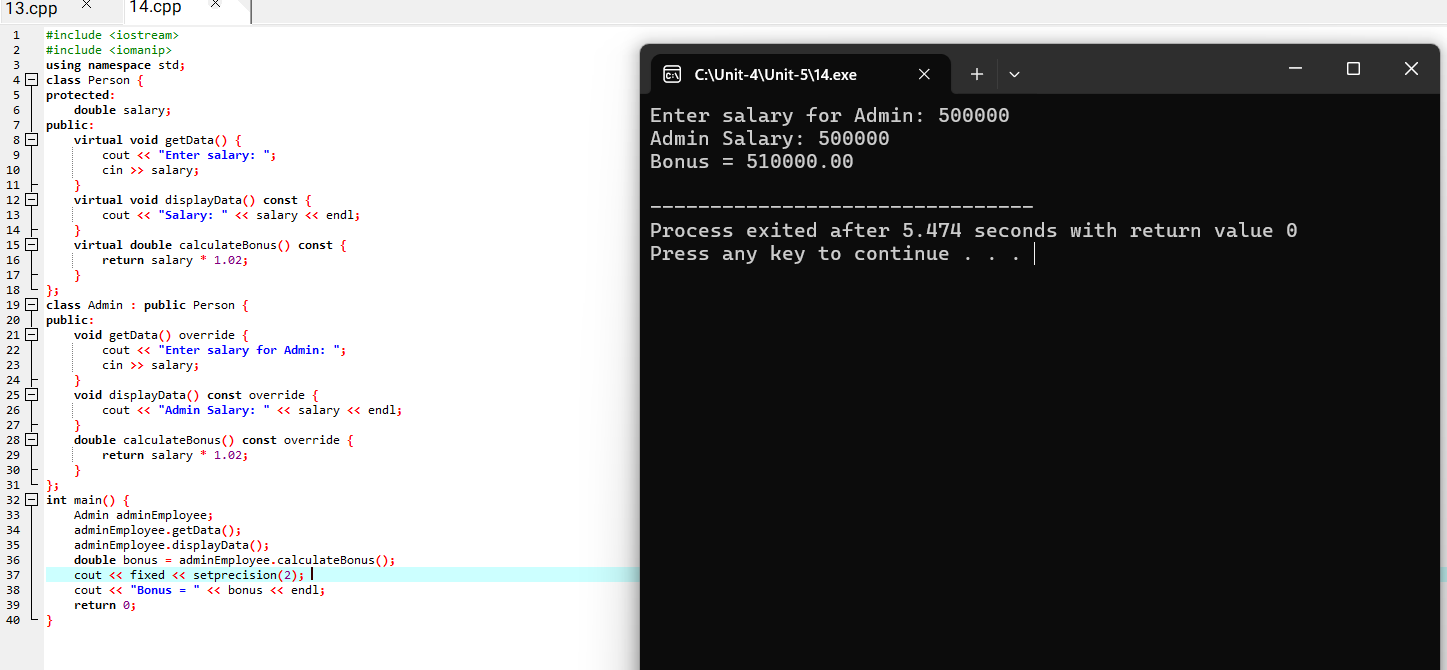 13.cpp
14.cpp
1 #include <iostream>
2 #include <iomanip>
3 using namespace std;
4 class Person {
5 protected:
6     double salary;
7 public:
8     virtual void getData() {
9         cout << "Enter salary: ";
10         cin >> salary;
11     }
12     virtual void displayData() const {
13         cout << "Salary: " << salary << endl;
14     }
15     virtual double calculateBonus() const {
16         return salary * 1.02;
17     }
18 };
19 class Admin : public Person {
20 public:
21     void getData() override {
22         cout << "Enter salary for Admin: ";
23         cin >> salary;
24     }
25     void displayData() const override {
26         cout << "Admin Salary: " << salary << endl;
27     }
28     double calculateBonus() const override {
29         return salary * 1.02;
30     }
31 };
32 int main() {
33     Admin adminEmployee;
34     adminEmployee.getData();
35     adminEmployee.displayData();
36     double bonus = adminEmployee.calculateBonus();
37     cout << fixed << setprecision(2);
38     cout << "Bonus = " << bonus << endl;
39     return 0;
40 }
C:\Unit-4\Unit-5\14.exe
Enter salary for Admin: 500000
Admin Salary: 500000
Bonus = 510000.00
--------------------------------
Process exited after 5.474 seconds with return value 0
Press any key to continue . . .